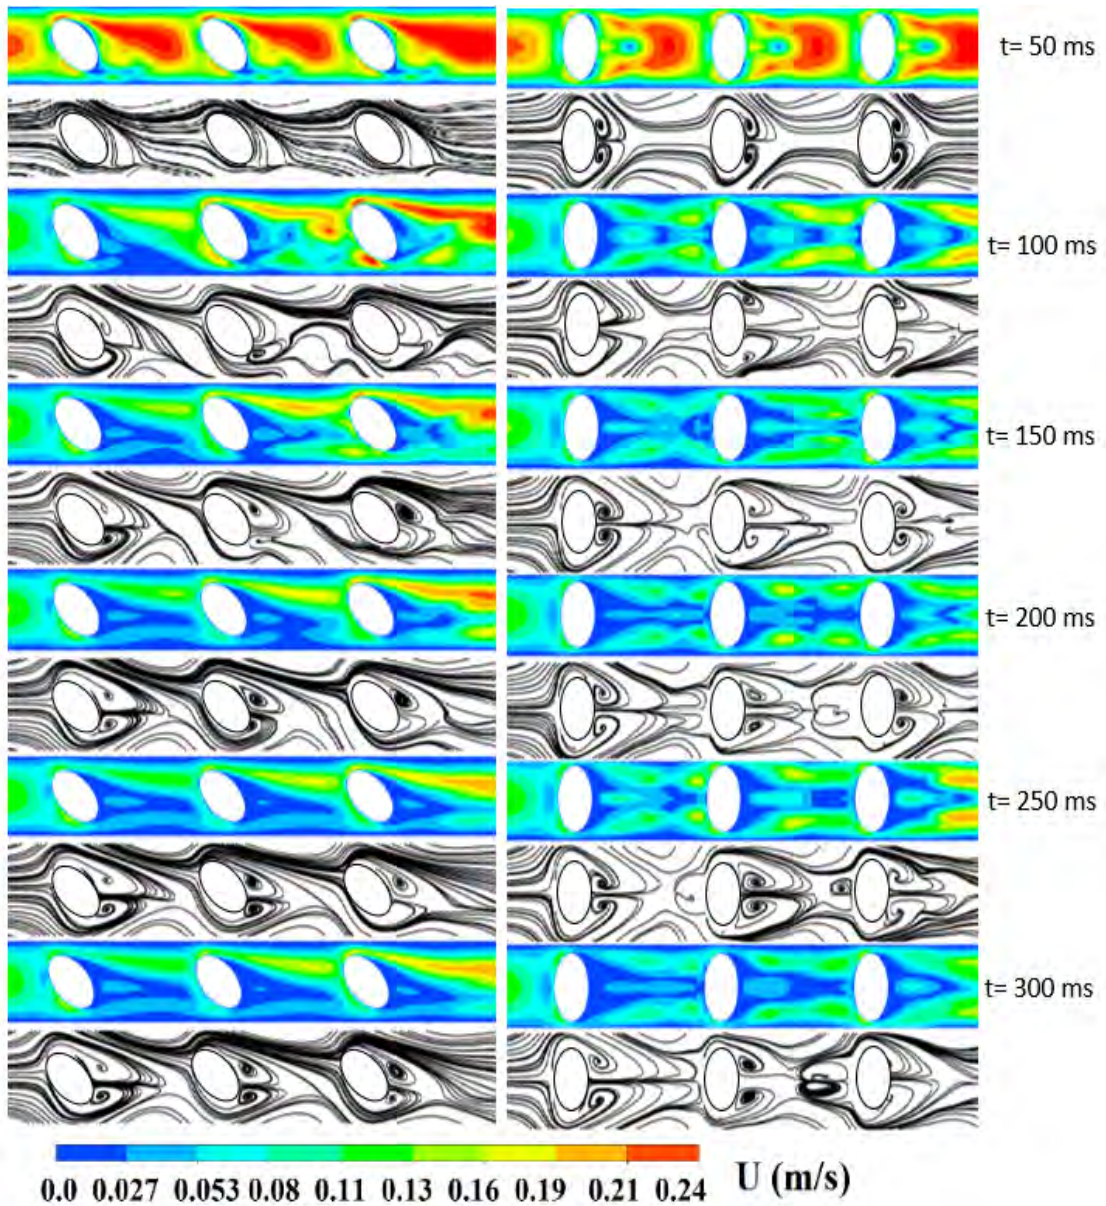 t= 50 ms
t= 100 ms
t= 150 ms
t= 200 ms
t= 250 ms
t= 300 ms
0.0 0.027 0.053 0.08 0.11 0.13 0.16 0.19 0.21 0.24 U (m/s)